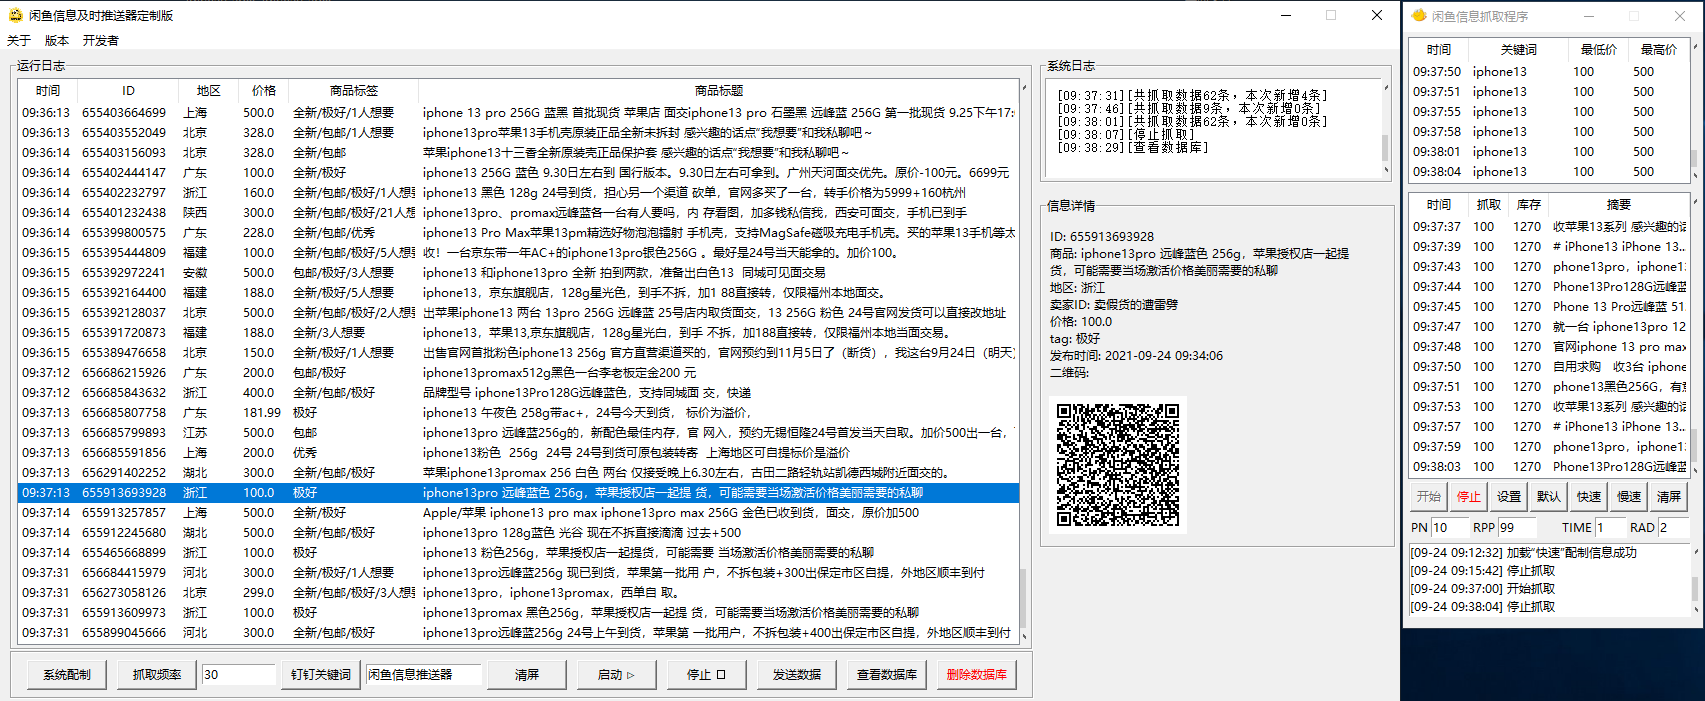 闲鱼信息及时推送器定制版
关于 版本 开发者
运行日志
时间 ID 地区 价格 商品标签 商品标题
09:36:13 655403664699 上海 500.0 全新/极好/1人想要 iphone 13 pro 256G 蓝黑 首批现货 苹果店 面交iphone13 pro 石墨黑 远峰蓝 256G 第一批现货 9.25下午17:
09:36:13 655403552049 北京 328.0 全新/包邮/1人想要 iphone13pro苹果13手机壳原装正品全新未拆封 感兴趣的话点“我想要”和我私聊吧～
09:36:14 655403156093 北京 328.0 全新/包邮 苹果iphone13十三香全新原装壳正品保护套 感兴趣的话点“我想要”和我私聊吧～
09:36:14 655402444147 广东 100.0 全新/极好 iphone13 256G 蓝色 9.30日左右到 国行版本。9.30日左右可拿到。广州天河面交优先。原价-100元。6699元
09:36:14 655402232797 浙江 160.0 全新/包邮/极好/1人想要 iphone13 黑色 128g 24号到货，担心另一个渠道 砍单，官网多买了一台，转手价格为5999+160杭州
09:36:14 655401232438 陕西 300.0 全新/包邮/极好/21人想 iphone13pro、promax远峰蓝各一台有人要吗，内 存看图，加多钱私信我，西安可面交，手机已到手
09:36:14 655399800575 广东 228.0 全新/包邮/优秀 iphone13 Pro Max苹果13pm精选好物泡泡镭射 手机壳，支持MagSafe磁吸充电手机壳。买的苹果13手机等太
09:36:15 655395444809 福建 100.0 全新/包邮/极好/5人想 收！一台京东带一年AC+的iphone13pro银色256G 。最好是24号当天能拿的。加价100。
09:36:15 655392972241 安徽 500.0 包邮/极好/3人想要 iphone13 和iphone13pro 全新 拍到两款，准备出白色13 同城可见面交易
09:36:15 655392164400 福建 188.0 全新/极好/5人想要 iphone13，京东旗舰店，128g星光色，到手不拆，加1 88直接转，仅限福州本地面交。
09:36:15 655392128037 北京 500.0 全新/包邮/极好/2人想 出苹果iphone13 两台 13pro 256G 远峰蓝 25号店内取货面交，13 256G 粉色 24号官网发货可以直接改地址
09:36:15 655391720873 福建 188.0 全新/3人想要 iphone13，苹果13,京东旗舰店，128g星光白，到手 不拆，加188直接转，仅限福州本地当面交易。
09:36:15 655389476658 北京 150.0 全新/极好/1人想要 出售官网首批粉色iphone13 256g 官方直营渠道买的，官网预约到11月5日了（断货），我这台9月24日（明天）
09:37:12 656686215926 广东 200.0 包邮/极好 iphone13promax512g黑色一台李老板定金200 元
09:37:12 656685843632 浙江 400.0 全新/包邮/极好 品牌型号 iphone13Pro128G远峰蓝色，支持同城面 交，快递
09:37:13 656685807758 广东 181.99 极好 iphone13 午夜色 258g带ac+，24号今天到货， 标价为溢价，
09:37:13 656685799893 江苏 500.0 包邮 iphone13pro 远峰蓝256g的，新配色最佳内存，官 网入，预约无锡恒隆24号首发当天自取。加价500出一台，
09:37:13 656685591856 上海 200.0 优秀 iphone13粉色 256g 24号 24号到货可原包装转寄 上海地区可自提标价是溢价
09:37:13 656291402252 湖北 300.0 全新/包邮/极好 苹果iphone13promax 256 白色 两台 仅接受晚上6.30左右，古田二路轻轨站凯德西城附近面交的。
09:37:13 655913693928 浙江 100.0 极好 iphone13pro 远峰蓝色 256g，苹果授权店一起提 货，可能需要当场激活价格美丽需要的私聊
09:37:14 655913257857 上海 500.0 全新/极好 Apple/苹果 iphone13 pro max iphone13pro max 256G 金色已收到货，面交，原价加500
09:37:14 655912245680 湖北 500.0 全新/包邮/极好 iphone13pro 128g蓝色 光谷 现在不拆直接滴滴 过去+500
09:37:14 655465668899 浙江 100.0 极好 iphone13 粉色256g，苹果授权店一起提货，可能需要 当场激活价格美丽需要的私聊
09:37:31 656684415979 河北 300.0 全新/极好/1人想要 iphone13pro远峰蓝256g 现已到货，苹果第一批用 户，不拆包装+300出保定市区自提，外地区顺丰到付
09:37:31 656273058126 北京 299.0 全新/包邮/极好/3人想要 iphone13pro，iphone13promax，西单自 取。
09:37:31 655913609973 浙江 100.0 极好 iphone13promax 黑色256g，苹果授权店一起提 货，可能需要当场激活价格美丽需要的私聊
09:37:31 655899045666 河北 300.0 全新/包邮/极好 iphone13pro远峰蓝256g 24号上午到货，苹果第 一批用户，不拆包装+400出保定市区自提，外地区顺丰到付
系统配制 抓取频率 30 钉钉关键词 闲鱼信息推送器 清屏 启动 ▷ 停止 口 发送数据 查看数据库 删除数据库
系统日志
[09:37:31][共抓取数据62条，本次新增4条]
[09:37:46][共抓取数据9条，本次新增0条]
[09:38:01][共抓取数据62条，本次新增0条]
[09:38:07][停止抓取]
[09:38:29][查看数据库]
信息详情
ID: 655913693928
商品: iphone13pro 远峰蓝色 256g，苹果授权店一起提
货，可能需要当场激活价格美丽需要的私聊
地区: 浙江
卖家ID: 卖假货的遭雷劈
价格: 100.0
tag: 极好
发布时间: 2021-09-24 09:34:06
二维码:
闲鱼信息抓取程序
时间 关键词 最低价 最高价
09:37:50 iphone13 100 500
09:37:51 iphone13 100 500
09:37:55 iphone13 100 500
09:37:58 iphone13 100 500
09:38:01 iphone13 100 500
09:38:04 iphone13 100 500
时间 抓取 库存 摘要
09:37:37 100 1270 收苹果13系列 感兴趣的话
09:37:39 100 1270 # iPhone13 iPhone 13...
09:37:43 100 1270 phone13pro，iphone1
09:37:44 100 1270 Phone13Pro128G远峰蓝
09:37:45 100 1270 Phone 13 Pro远峰蓝 51
09:37:47 100 1270 就一台 iphone13pro 12
09:37:48 100 1270 官网iphone 13 pro max
09:37:50 100 1270 自用求购 收3台 iphone
09:37:51 100 1270 phone13黑色256G，有
09:37:53 100 1270 收苹果13系列 感兴趣的话
09:37:57 100 1270 # iPhone13 iPhone 13...
09:37:59 100 1270 phone13pro，iphone1
09:38:03 100 1270 Phone13Pro128G远峰蓝
开始 停止 设置 默认 快速 慢速 清屏
PN 10 RPP 99 TIME 1 RAD 2
[09-24 09:12:32] 加载“快速”配制信息成功
[09-24 09:15:42] 停止抓取
[09-24 09:37:00] 开始抓取
[09-24 09:38:04] 停止抓取